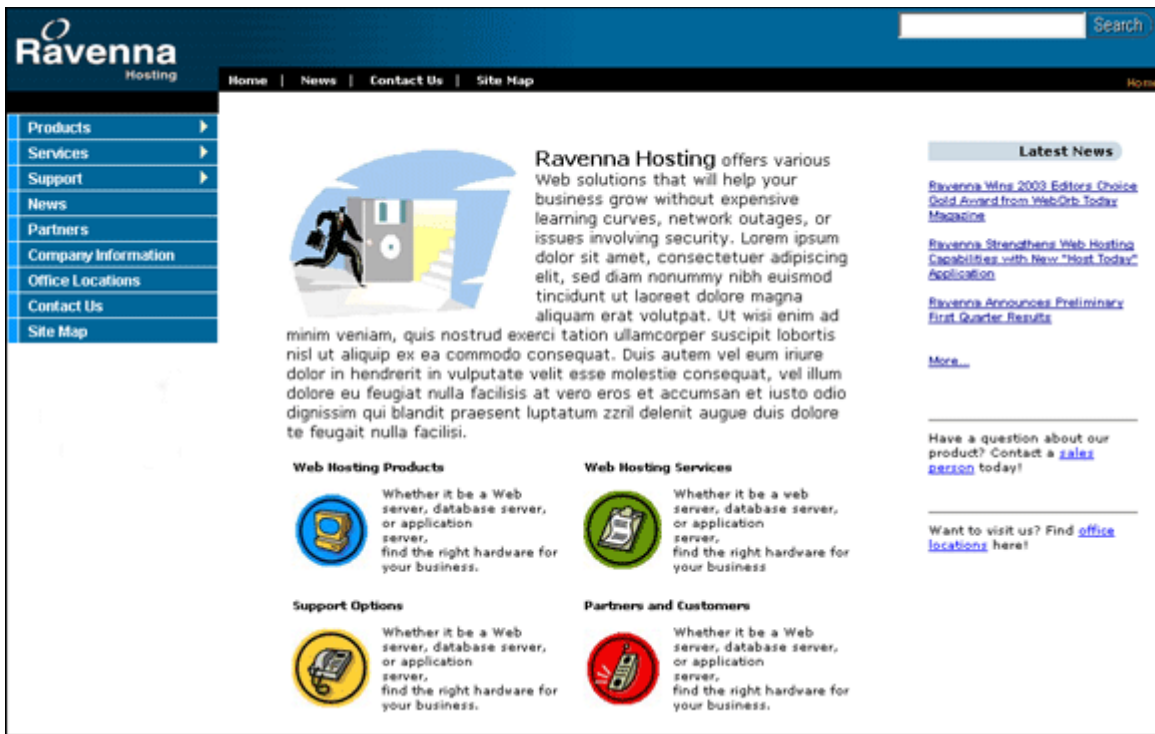 Ravenna
Hosting
Search
Home | News | Contact Us | Site Map
Home
Products
Services
Support
News
Partners
Company Information
Office Locations
Contact Us
Site Map
Ravenna Hosting offers various
Web solutions that will help your
business grow without expensive
learning curves, network outages, or
issues involving security. Lorem ipsum
dolor sit amet, consectetuer adipiscing
elit, sed diam nonummy nibh euismod
tincidunt ut laoreet dolore magna
aliquam erat volutpat. Ut wisi enim ad
minim veniam, quis nostrud exerci tation ullamcorper suscipit lobortis
nisl ut aliquip ex ea commodo consequat. Duis autem vel eum iriure
dolor in hendrerit in vulputate velit esse molestie consequat, vel illum
dolore eu feugiat nulla facilisis at vero eros et accumsan et iusto odio
dignissim qui blandit praesent luptatum zzril delenit augue duis dolore
te feugait nulla facilisi.
Web Hosting Products
Whether it be a Web
server, database server,
or application
server,
find the right hardware for
your business.
Web Hosting Services
Whether it be a web
server, database server,
or application
server,
find the right hardware for
your business
Support Options
Whether it be a Web
server, database server,
or application
server,
find the right hardware for
your business.
Partners and Customers
Whether it be a Web
server, database server,
or application
server,
find the right hardware for
your business.
Latest News
Ravenna Wins 2003 Editors Choice
Gold Award from WebOrb Today
Magazine
Ravenna Strengthens Web Hosting
Capabilities with New "Host Today"
Application
Ravenna Announces Preliminary
First Quarter Results
More...
Have a question about our
product? Contact a sales
person today!
Want to visit us? Find office
locations here!